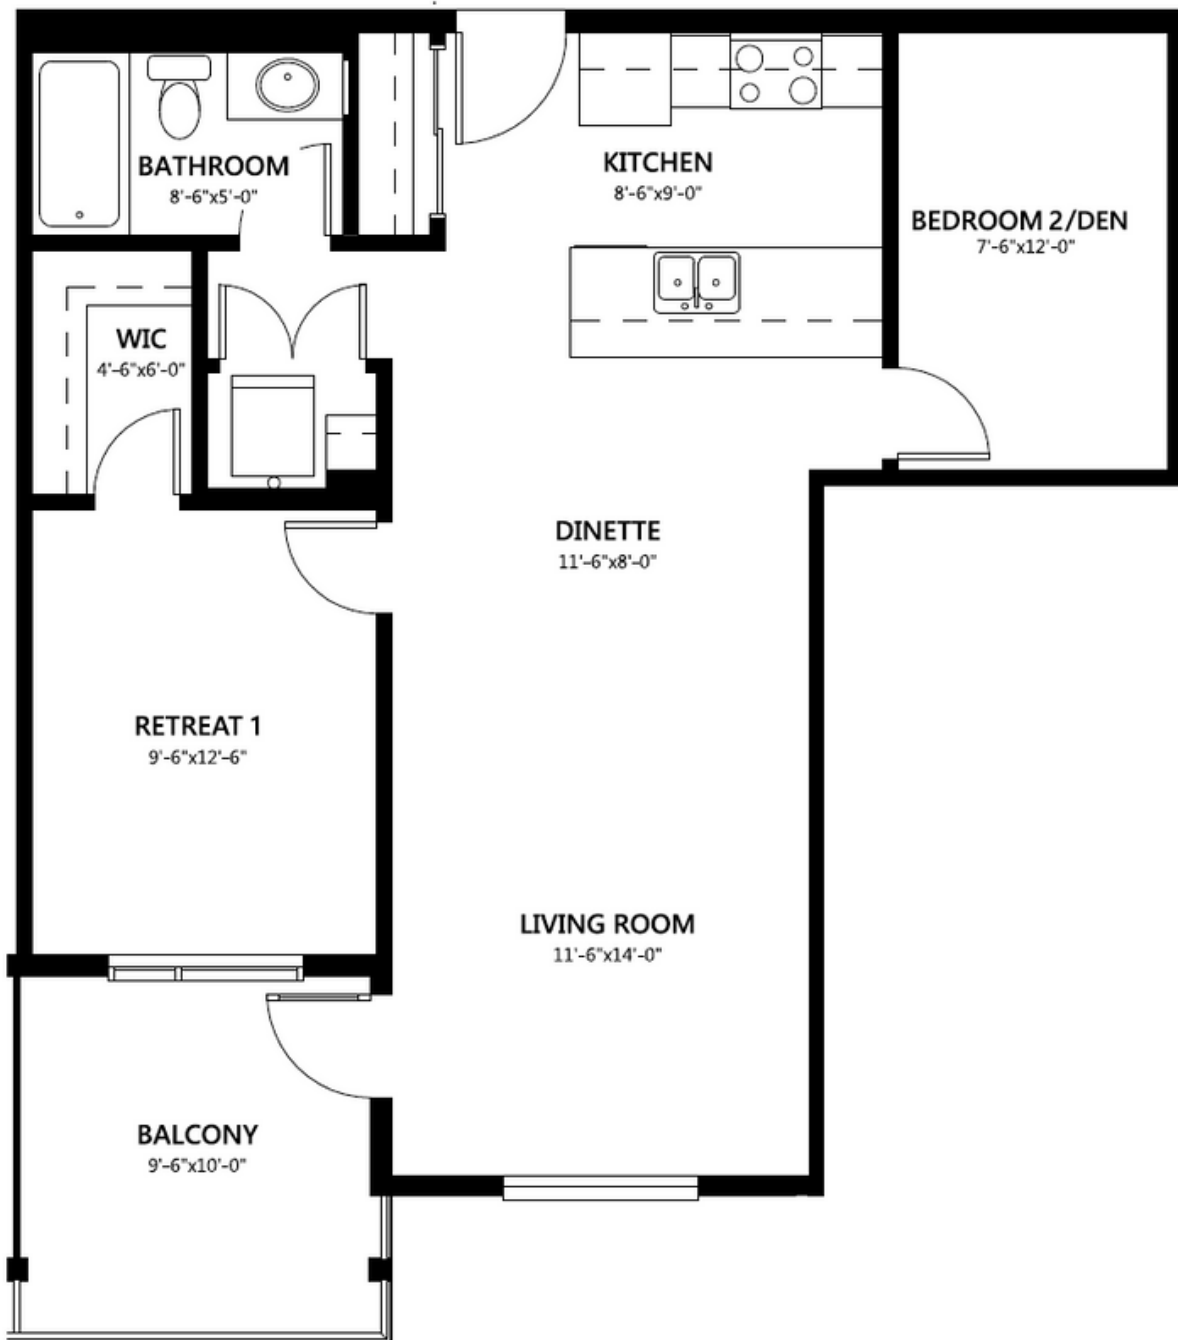 BATHROOM
8'-6"x5'-0"
KITCHEN
8'-6"x9'-0"
BEDROOM 2/DEN
7'-6"x12'-0"
WIC
4'-6"x6'-0"
DINETTE
11'-6"x8'-0"
RETREAT 1
9'-6"x12'-6"
LIVING ROOM
11'-6"x14'-0"
BALCONY
9'-6"x10'-0"